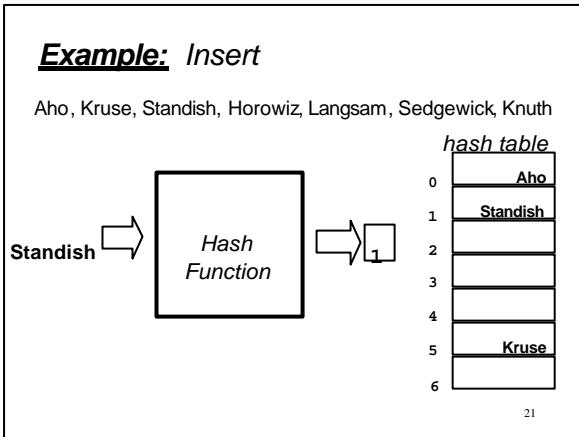 Example: Insert
Aho, Kruse, Standish, Horowiz, Langsam, Sedgewick, Knuth
hash table
0 Aho
1 Standish
Standish
Hash
Function
1
2
3
4
5 Kruse
6
21